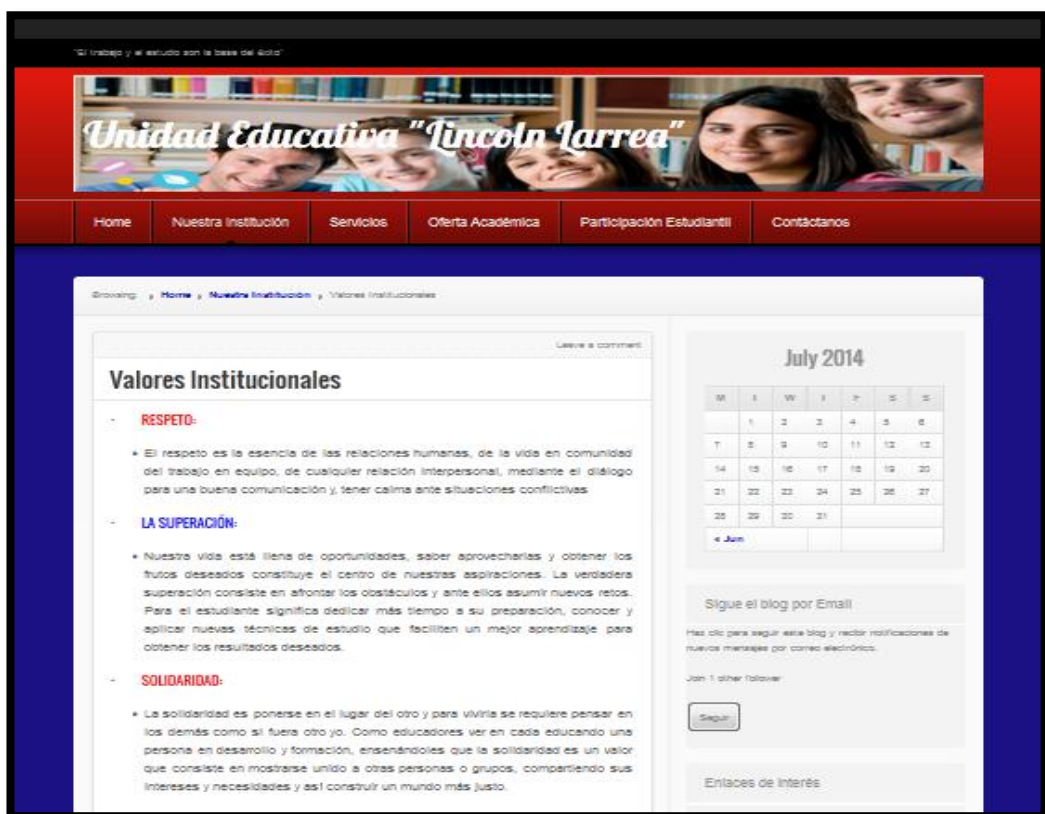 "El trabajo y el estudio son la base del éxito"
Unidad Educativa "Lincoln Larrea"
Home Nuestra Institución Servicios Oferta Académica Participación Estudiantil Contáctanos
Browsing: Home Nuestra Institución Valores Institucionales
Leave a comment
Valores Institucionales
- RESPETO:
• El respeto es la esencia de las relaciones humanas, de la vida en comunidad
del trabajo en equipo, de cualquier relación interpersonal, mediante el diálogo
para una buena comunicación y, tener calma ante situaciones conflictivas
- LA SUPERACIÓN:
• Nuestra vida está llena de oportunidades, saber aprovecharlas y obtener los
frutos deseados constituye el centro de nuestras aspiraciones. La verdadera
superación consiste en afrontar los obstáculos y ante ellos asumir nuevos retos.
Para el estudiante significa dedicar más tiempo a su preparación, conocer y
aplicar nuevas técnicas de estudio que faciliten un mejor aprendizaje para
obtener los resultados deseados.
- SOLIDARIDAD:
• La solidaridad es ponerse en el lugar del otro y para vivirla se requiere pensar en
los demás como si fuera otro yo. Como educadores ver en cada educando una
persona en desarrollo y formación, ensenándoles que la solidaridad es un valor
que consiste en mostrarse unido a otras personas o grupos, compartiendo sus
intereses y necesidades y así construir un mundo más justo.
July 2014
M T W T F S S
1 2 3 4 5 6
7 8 9 10 11 12 13
14 15 16 17 18 19 20
21 22 23 24 25 26 27
28 29 30 31
« Jun
Sigue el blog por Email
Haz clic para seguir este blog y recibir notificaciones de
nuevos mensajes por correo electrónico.
Join 1 other follower
Seguir
Enlaces de Interés